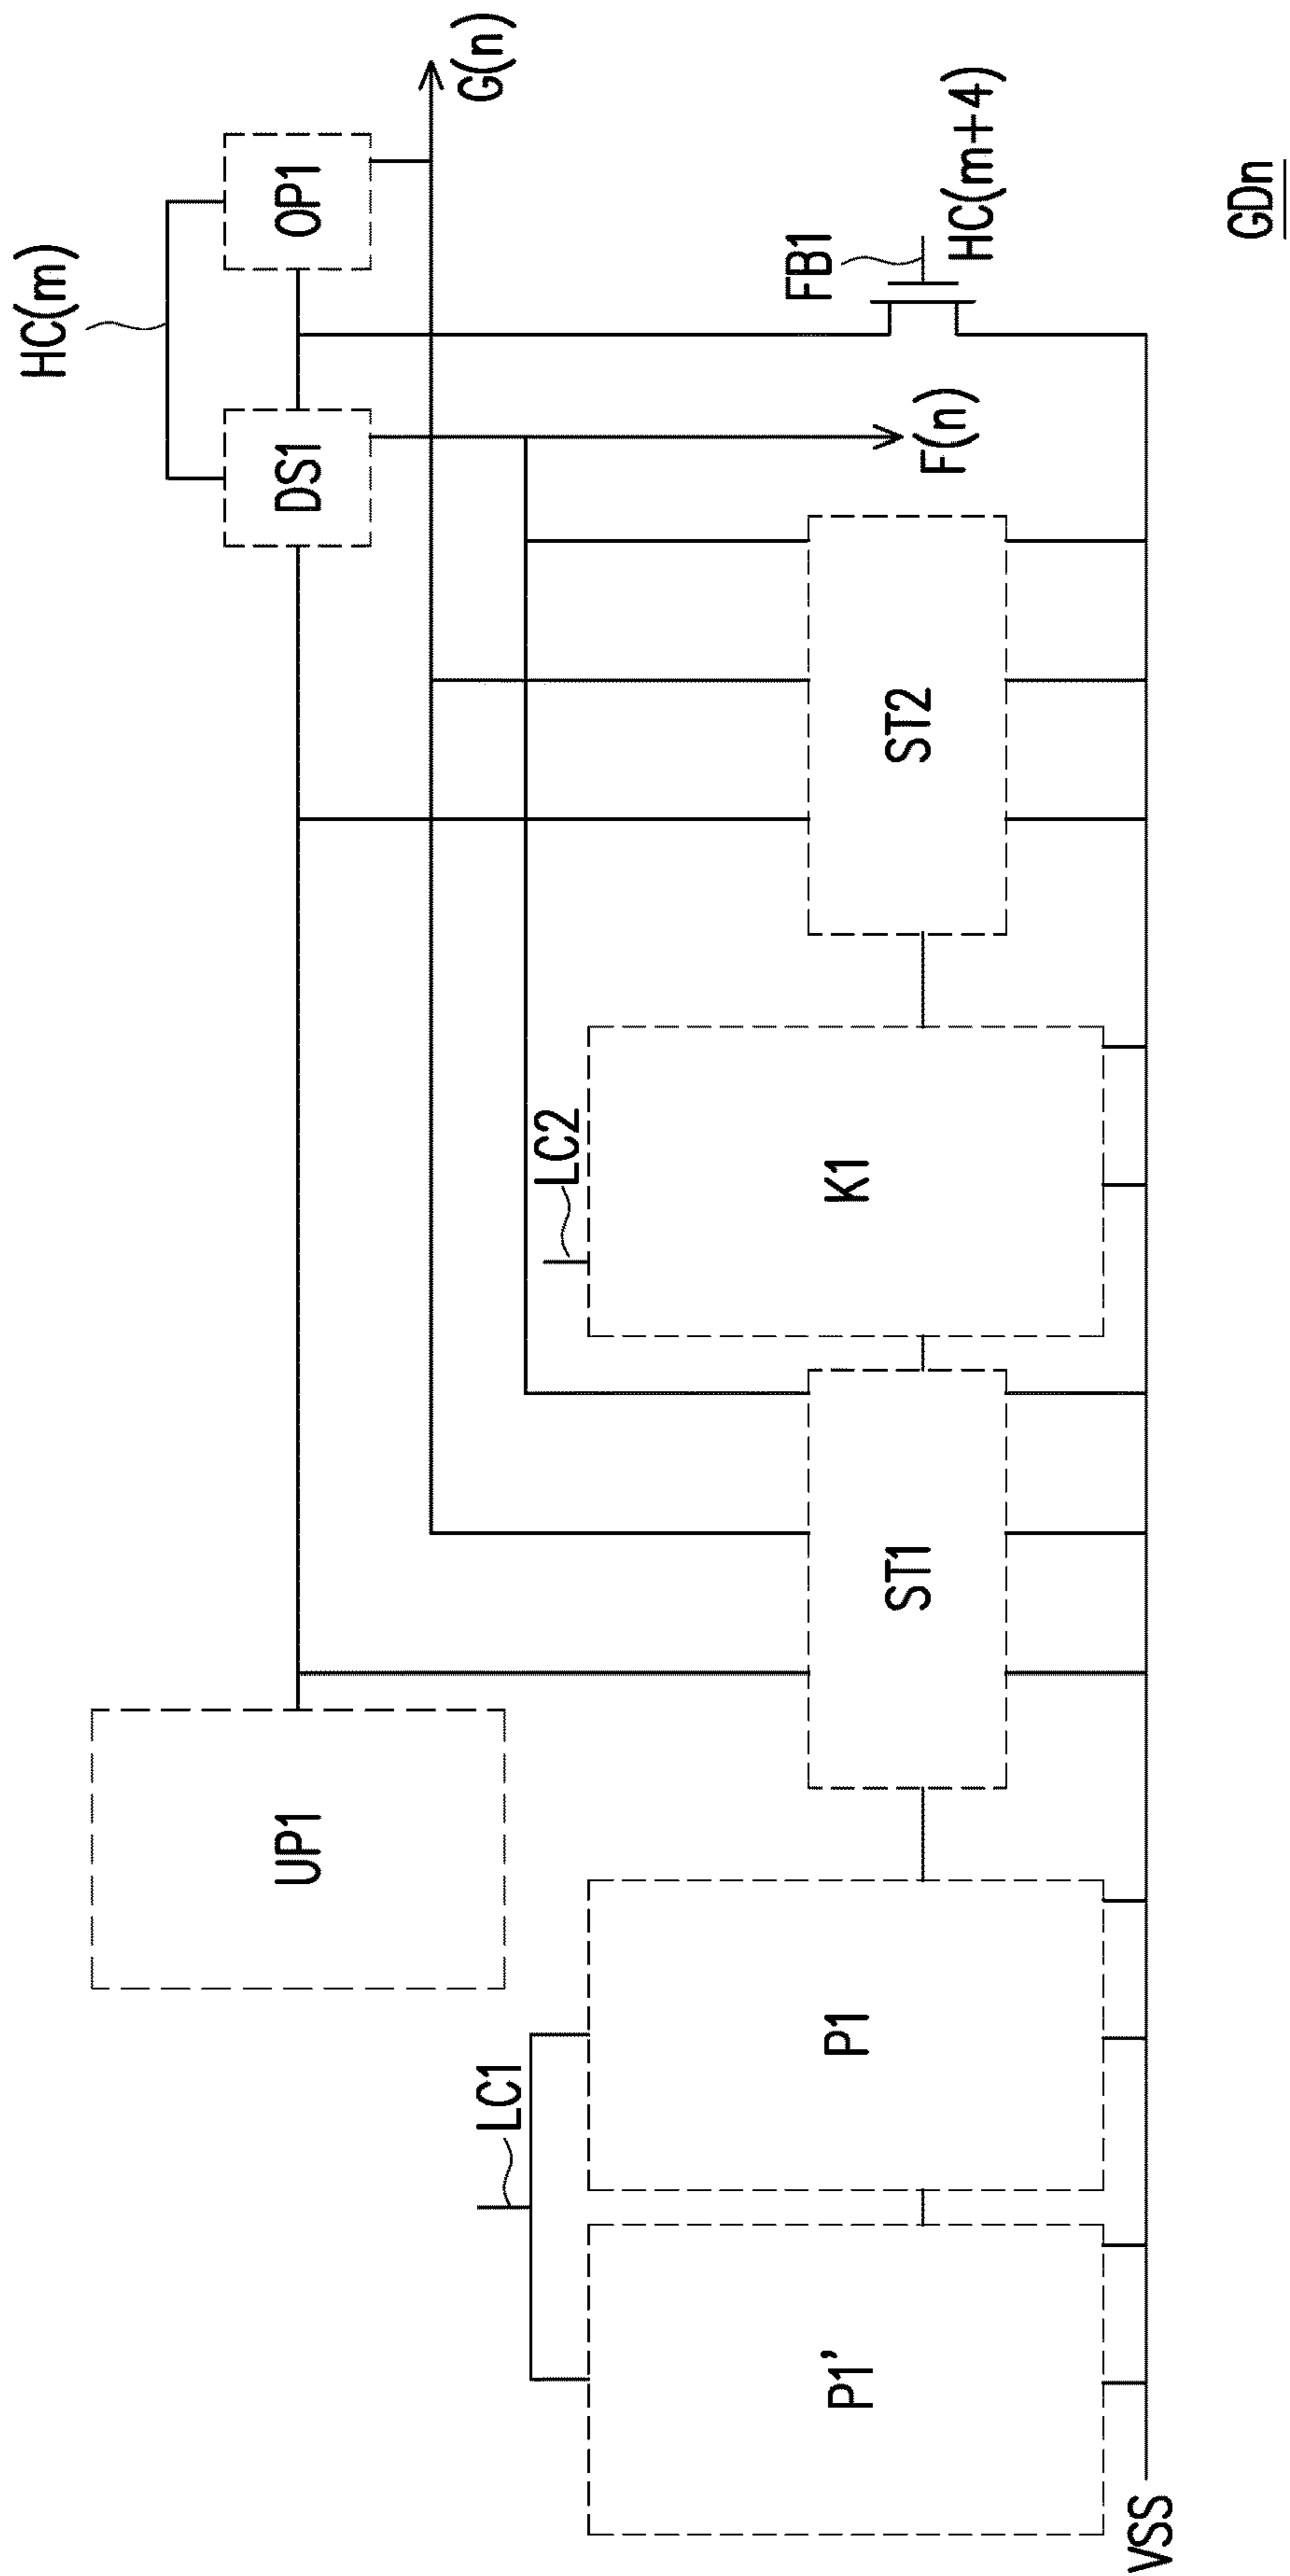 HC(m)
DS1
OP1
G(n)
UP1
LC1
LC2
F(n)
FB1
HC(m+4)
P1'
P1
ST1
K1
ST2
VSS
GDn